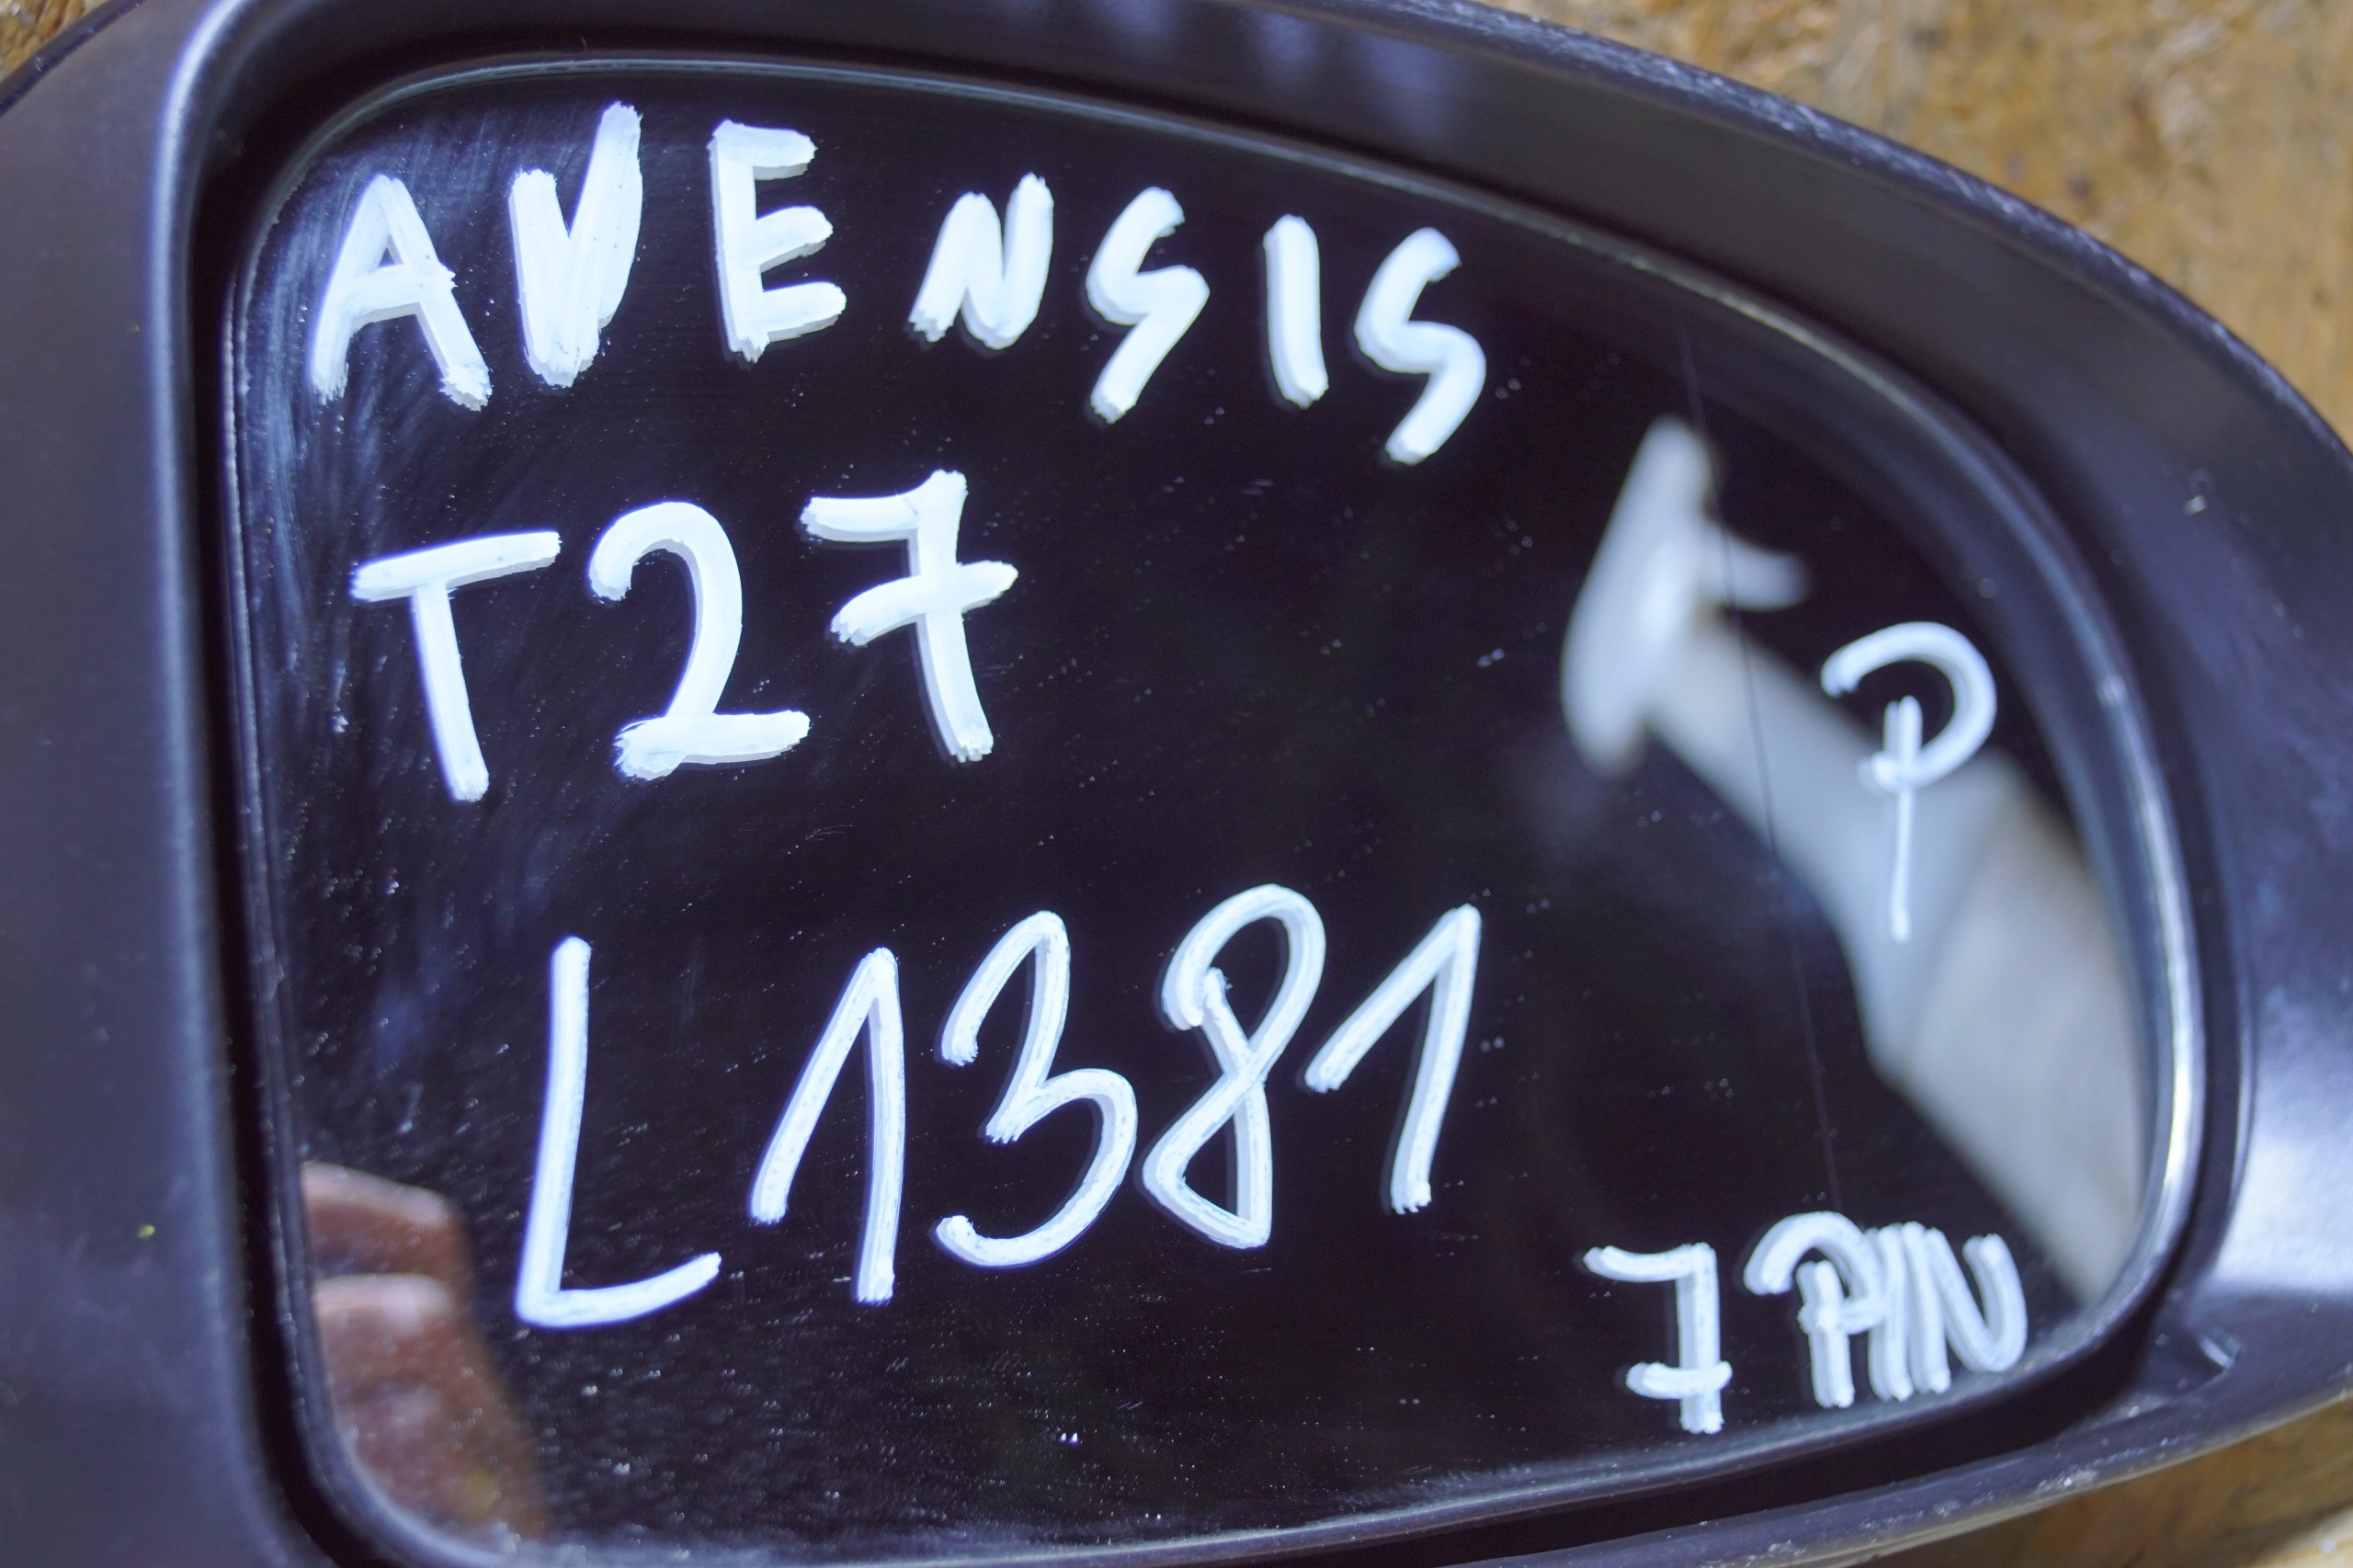 AVENSIS
T27
P
L1381
7 PIN